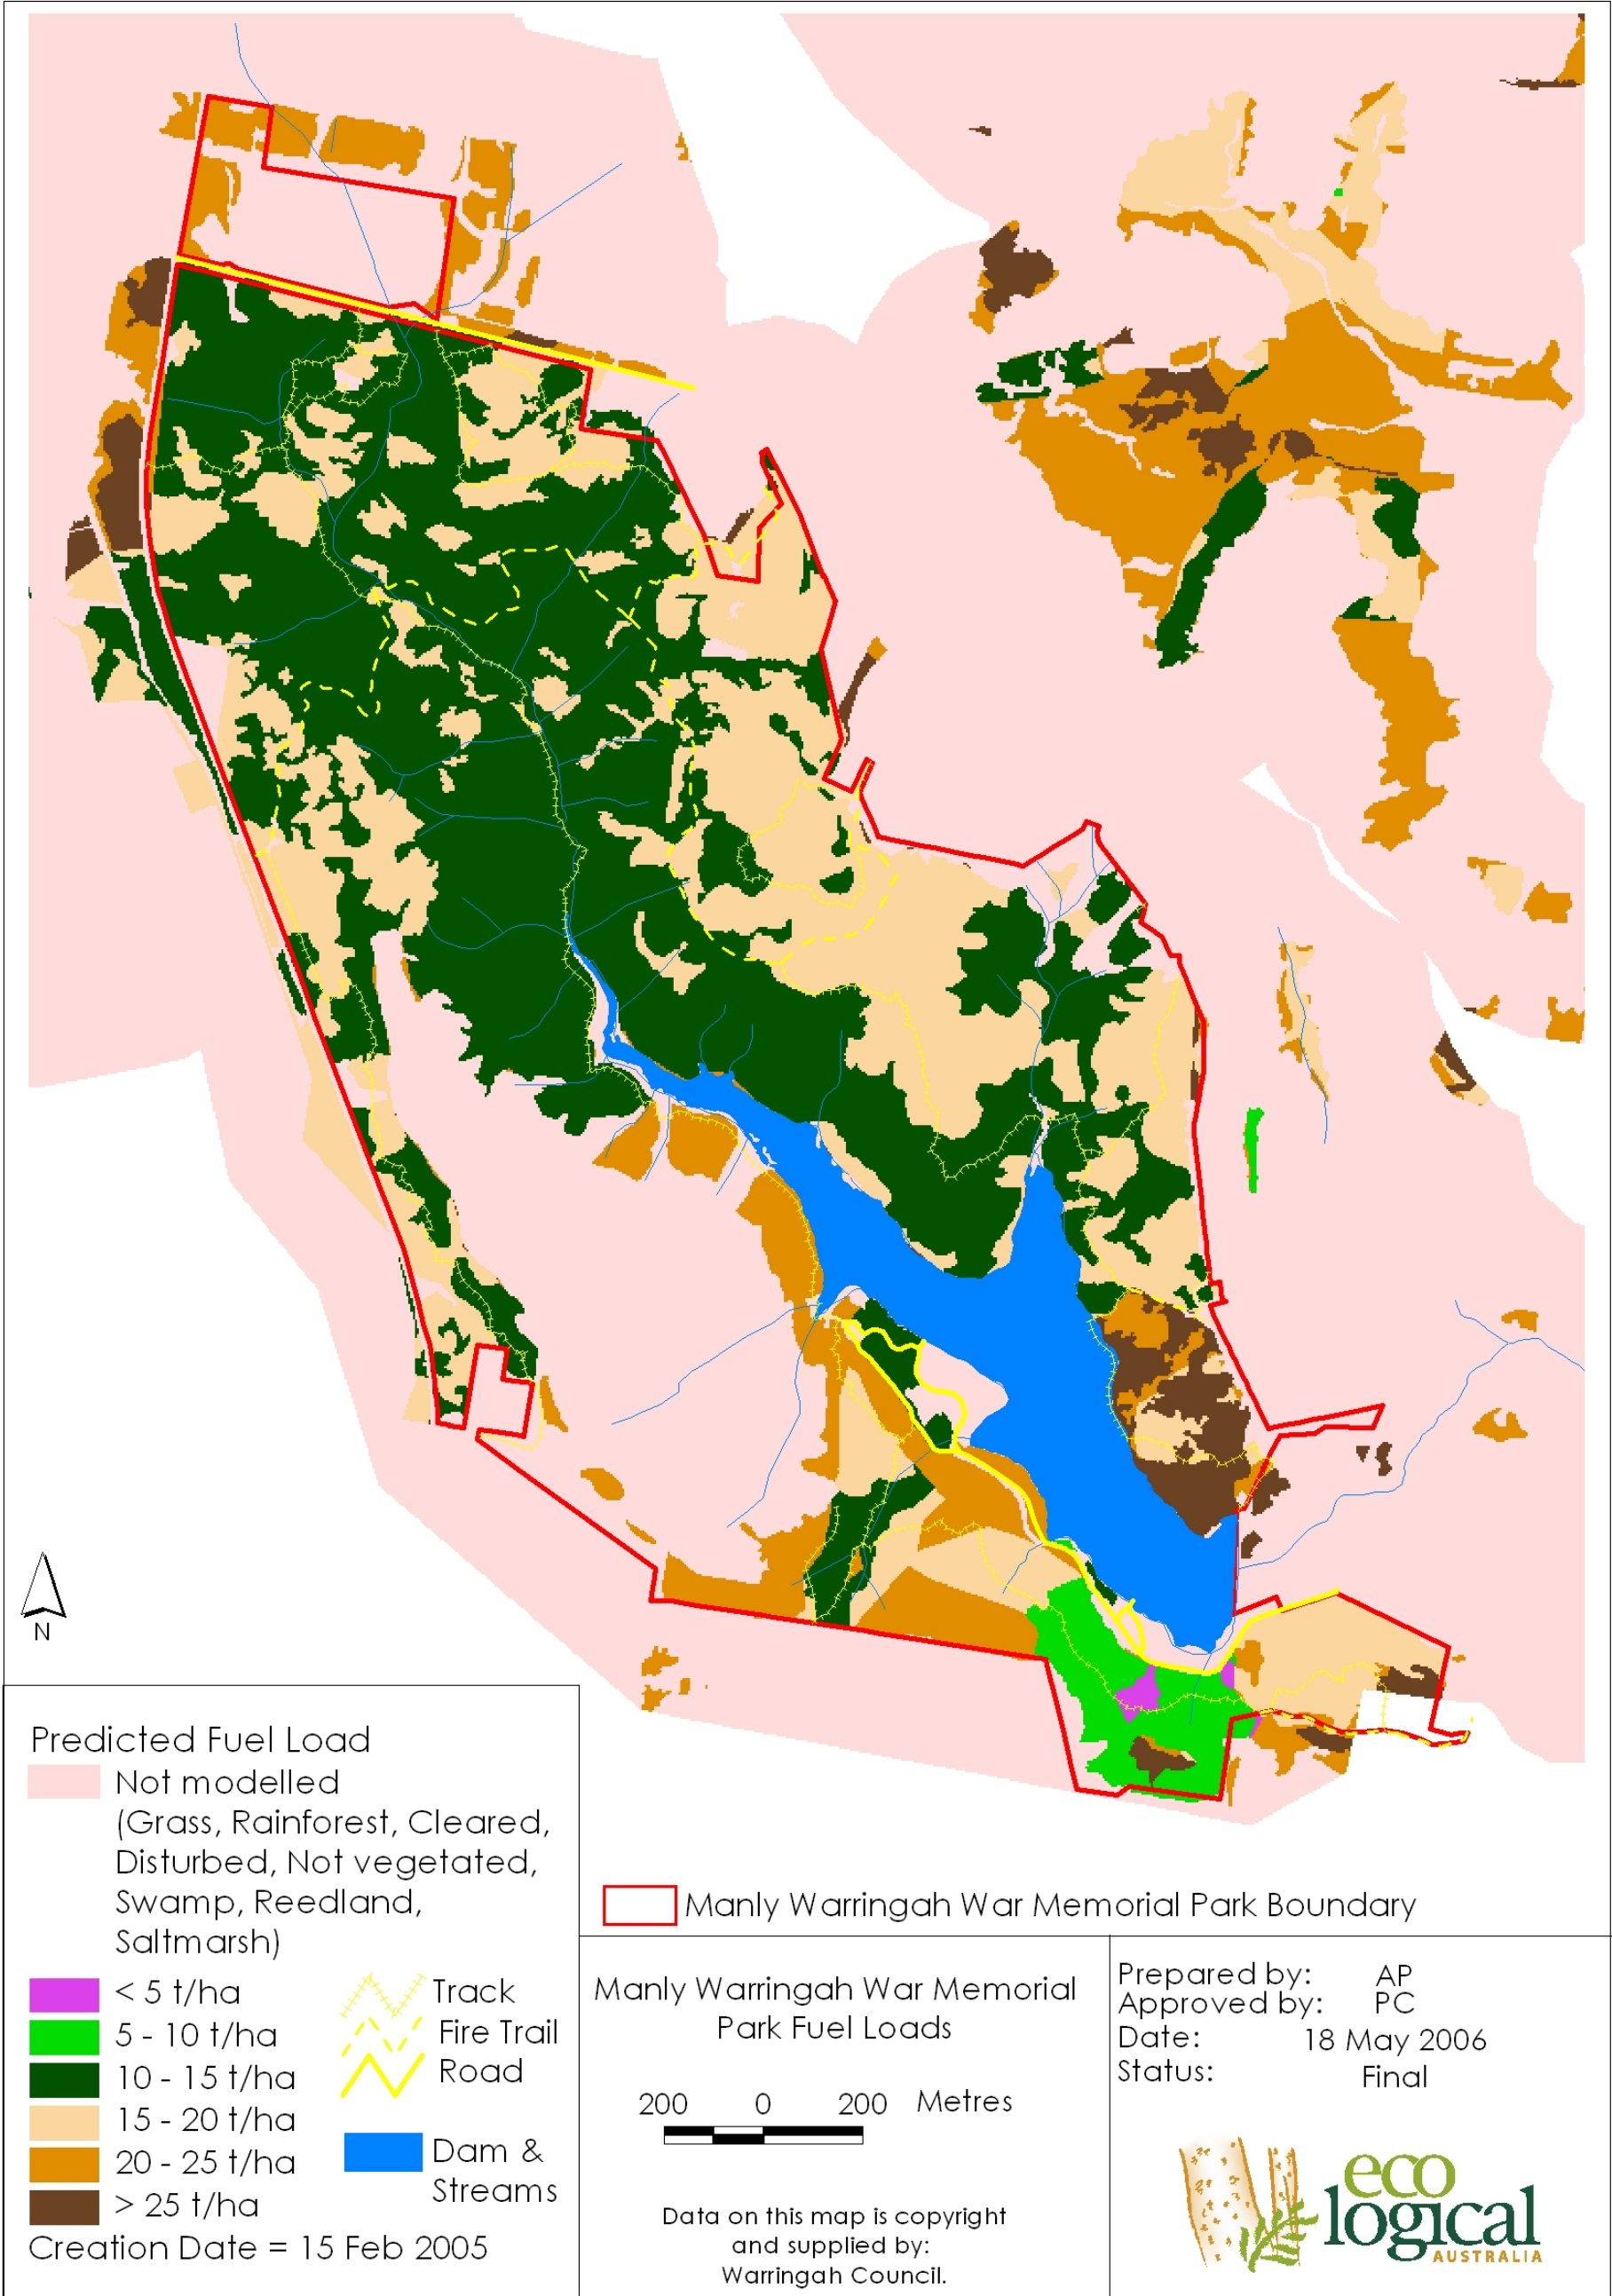 N
Predicted Fuel Load
Not modelled
(Grass, Rainforest, Cleared,
Disturbed, Not vegetated,
Swamp, Reedland,
Saltmarsh)
< 5 t/ha
5 - 10 t/ha
10 - 15 t/ha
15 - 20 t/ha
20 - 25 t/ha
> 25 t/ha
Track
Fire Trail
Road
Dam &
Streams
Creation Date = 15 Feb 2005
Manly Warringah War Memorial Park Boundary
Manly Warringah War Memorial
Park Fuel Loads
200 0 200 Metres
Data on this map is copyright
and supplied by:
Warringah Council.
Prepared by: AP
Approved by: PC
Date: 18 May 2006
Status: Final
eco
logical
AUSTRALIA